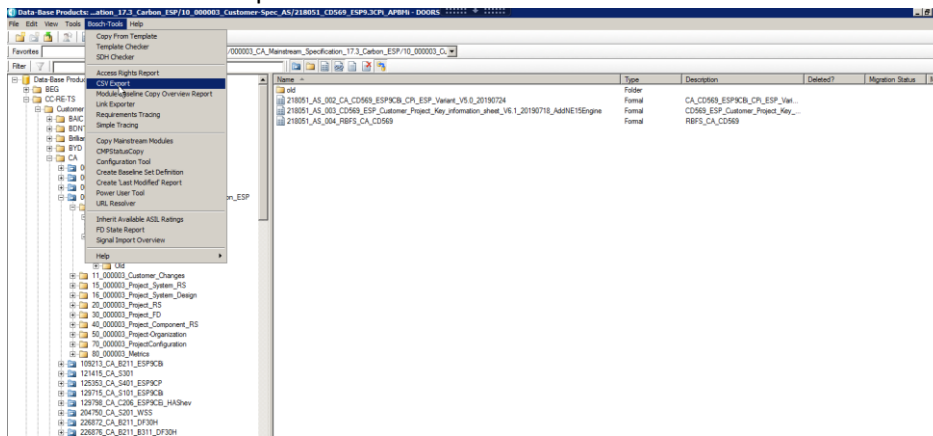 Data-Base Products: ...ation_17.3_Carbon_ESP/10_000003_Customer-Spec_AS/218051_CD569_ESP9.3CPi_APBMi - DOORS
File Edit View Tools Bosch-Tools Help
Favorites
/000003_CA_Mainstream_Specification_17.3_Carbon_ESP/10_000003_Cu
Filter
Copy From Template
Template Checker
SDH Checker
Access Rights Report
CSV Export
Module Baseline Copy Overview Report
Link Exporter
Requirements Tracing
Simple Tracing
Copy Mainstream Modules
CMPStatusCopy
Configuration Tool
Create Baseline Set Definition
Create 'Last Modified' Report
Power User Tool
URL Resolver
Inherit Available ASIL Ratings
FD State Report
Signal Import Overview
Help
Data-Base Produ
BEG
CC-RE-TS
Customer
BAIC
BDNT
Brillian
BYD
CA
on_ESP
Old
11_000003_Customer_Changes
15_000003_Project_System_RS
16_000003_Project_System_Design
20_000003_Project_RS
30_000003_Project_FD
40_000003_Project_Component_RS
50_000003_Project-Organization
70_000003_ProjectConfiguration
80_000003_Metrics
109213_CA_B211_ESP9CBi
121415_CA_S301
125353_CA_S401_ESP9CP
129715_CA_S101_ESP9CB
129798_CA_C206_ESP9CEi_HAShev
204750_CA_S201_WSS
226872_CA_B211_DF30H
226876_CA_B211_B311_DF30H
Name Type Description Deleted? Migration Status
old Folder
218051_AS_002_CA_CD569_ESP9CBi_CPi_ESP_Variant_V5.0_20190724 Formal CA_CD569_ESP9CBi_CPi_ESP_Vari...
218051_AS_003_CD569_ESP_Customer_Project_Key_information_sheet_V6.1_20190718_AddNE15Engine Formal CD569_ESP_Customer_Project_Key_...
218051_AS_004_RBFS_CA_CD569 Formal RBFS_CA_CD569